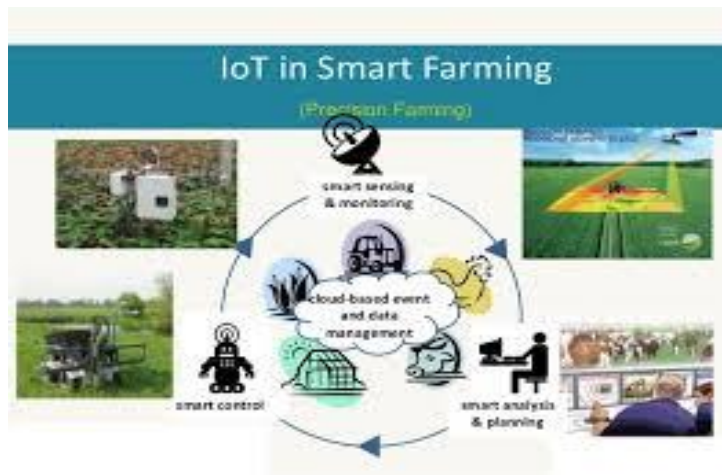 IoT in Smart Farming
(Precision Farming)
smart sensing
& monitoring
cloud-based event
and data
management
smart control
smart analysis
& planning